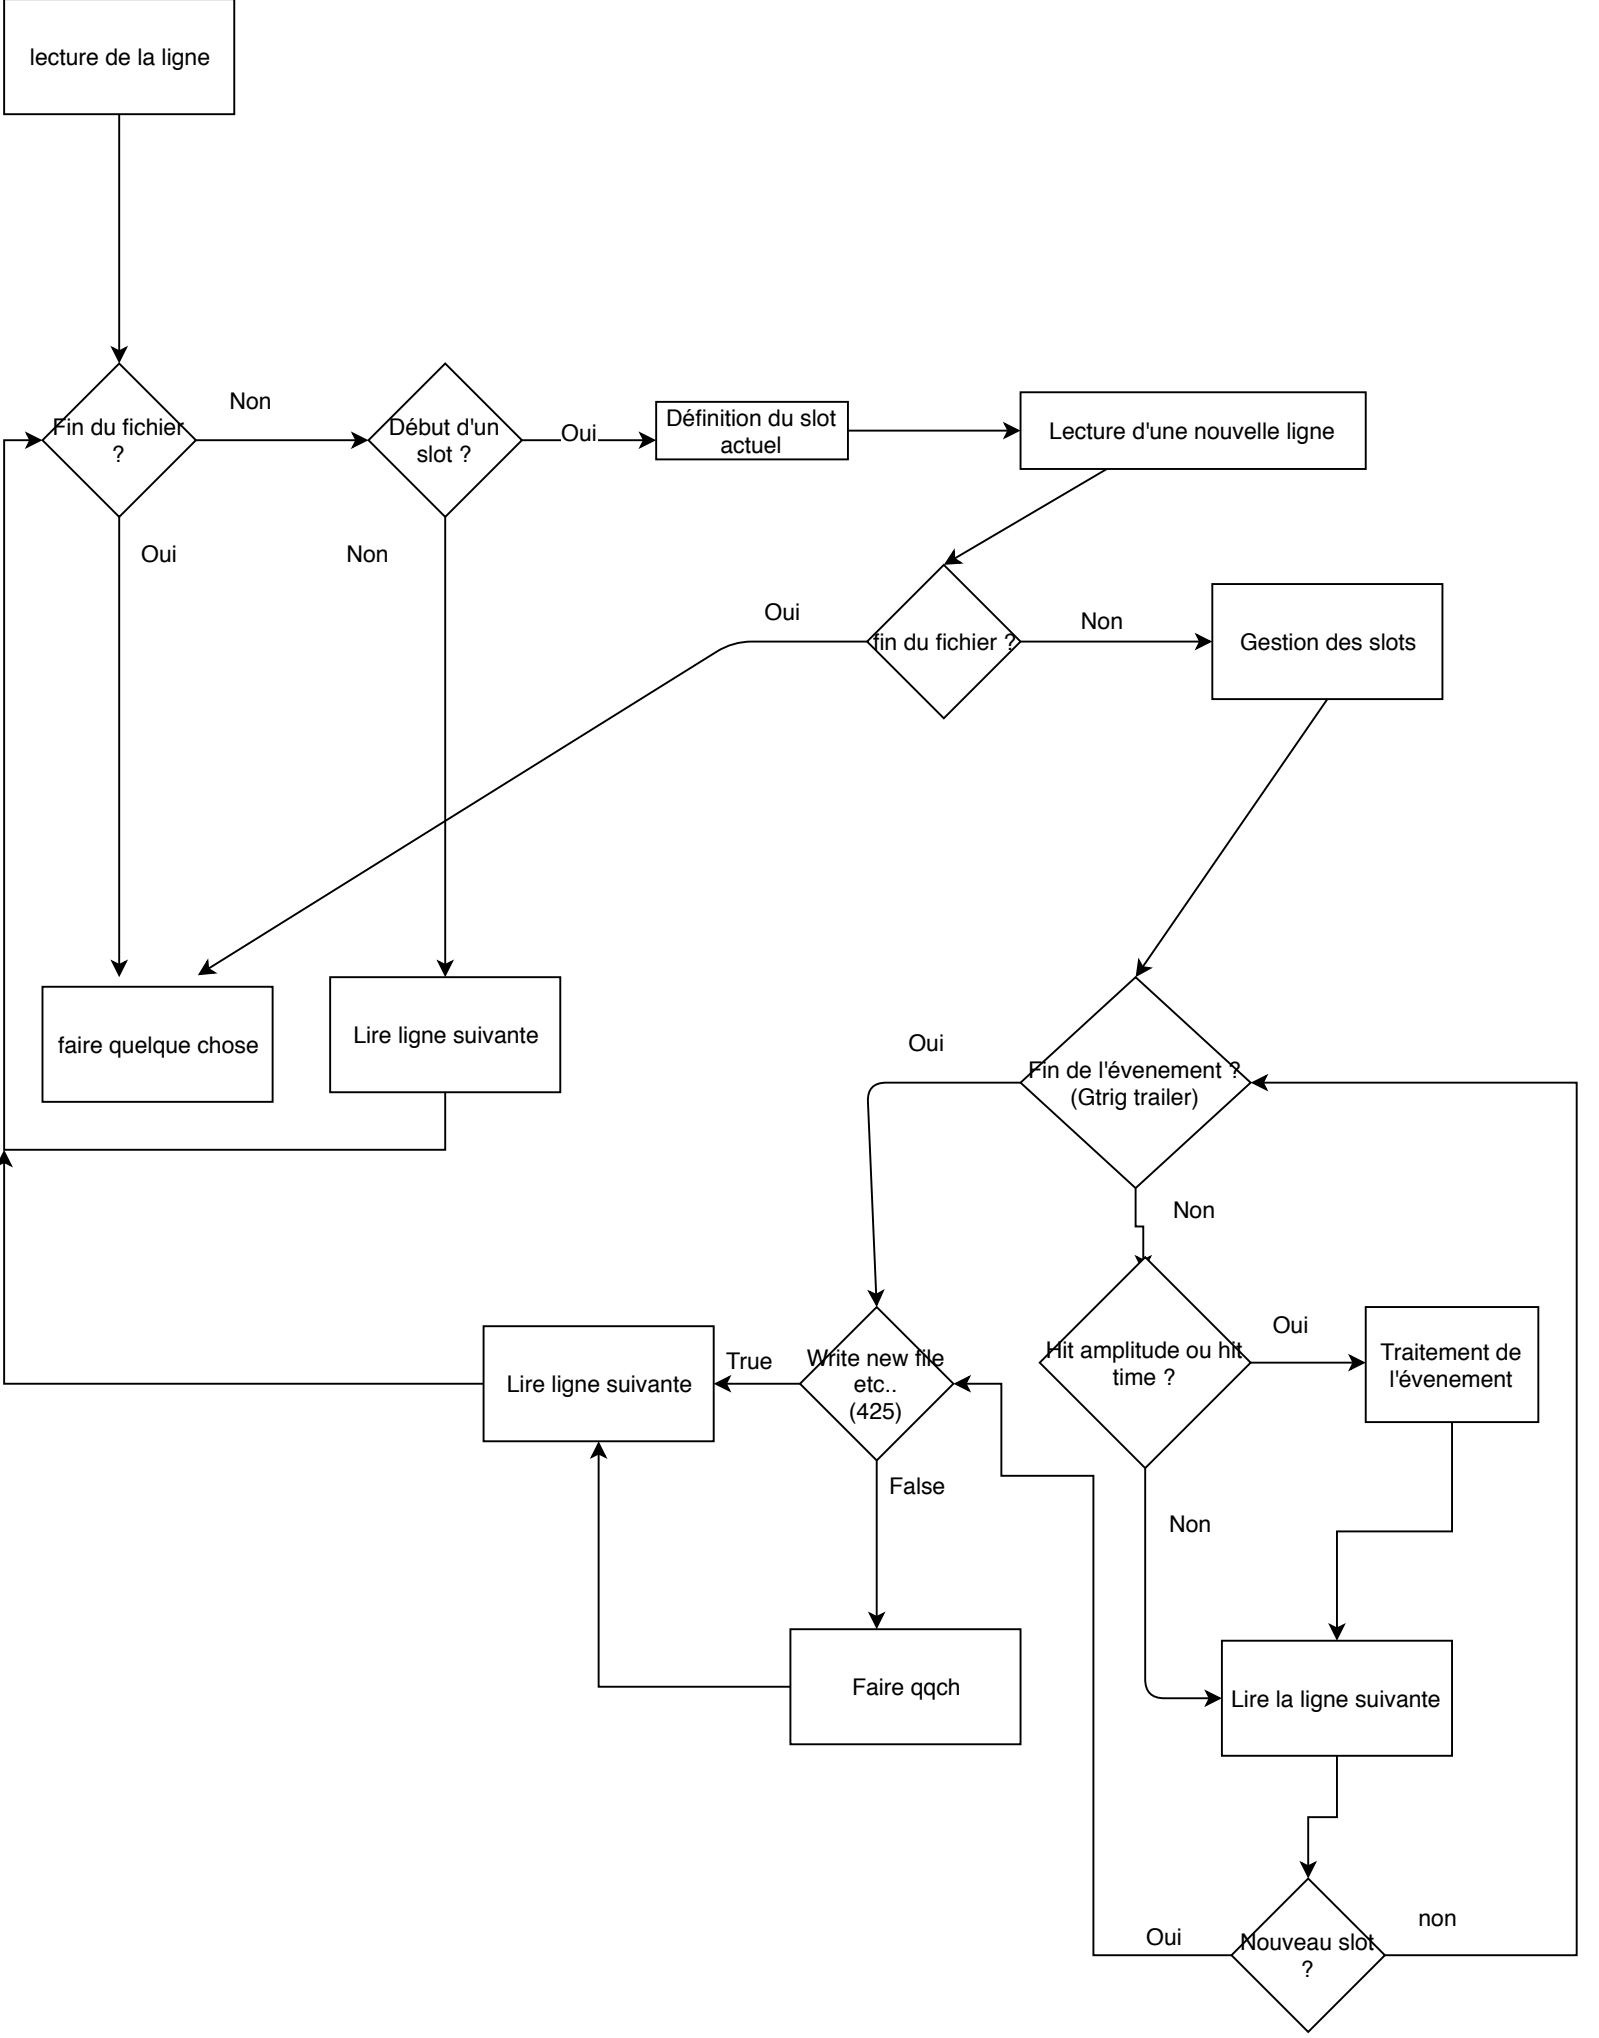 lecture de la ligne
Non
Fin du fichier
?
Début d'un
slot ?
Oui
Définition du slot
actuel
Lecture d'une nouvelle ligne
Oui
Non
Oui
fin du fichier ?
Non
Gestion des slots
faire quelque chose
Lire ligne suivante
Oui
Fin de l'évenement ?
(Gtrig trailer)
Non
Lire ligne suivante
True
Write new file
etc..
(425)
Hit amplitude ou hit
time ?
Oui
Traitement de
l'évenement
False
Non
Faire qqch
Lire la ligne suivante
Oui
Nouveau slot
?
non